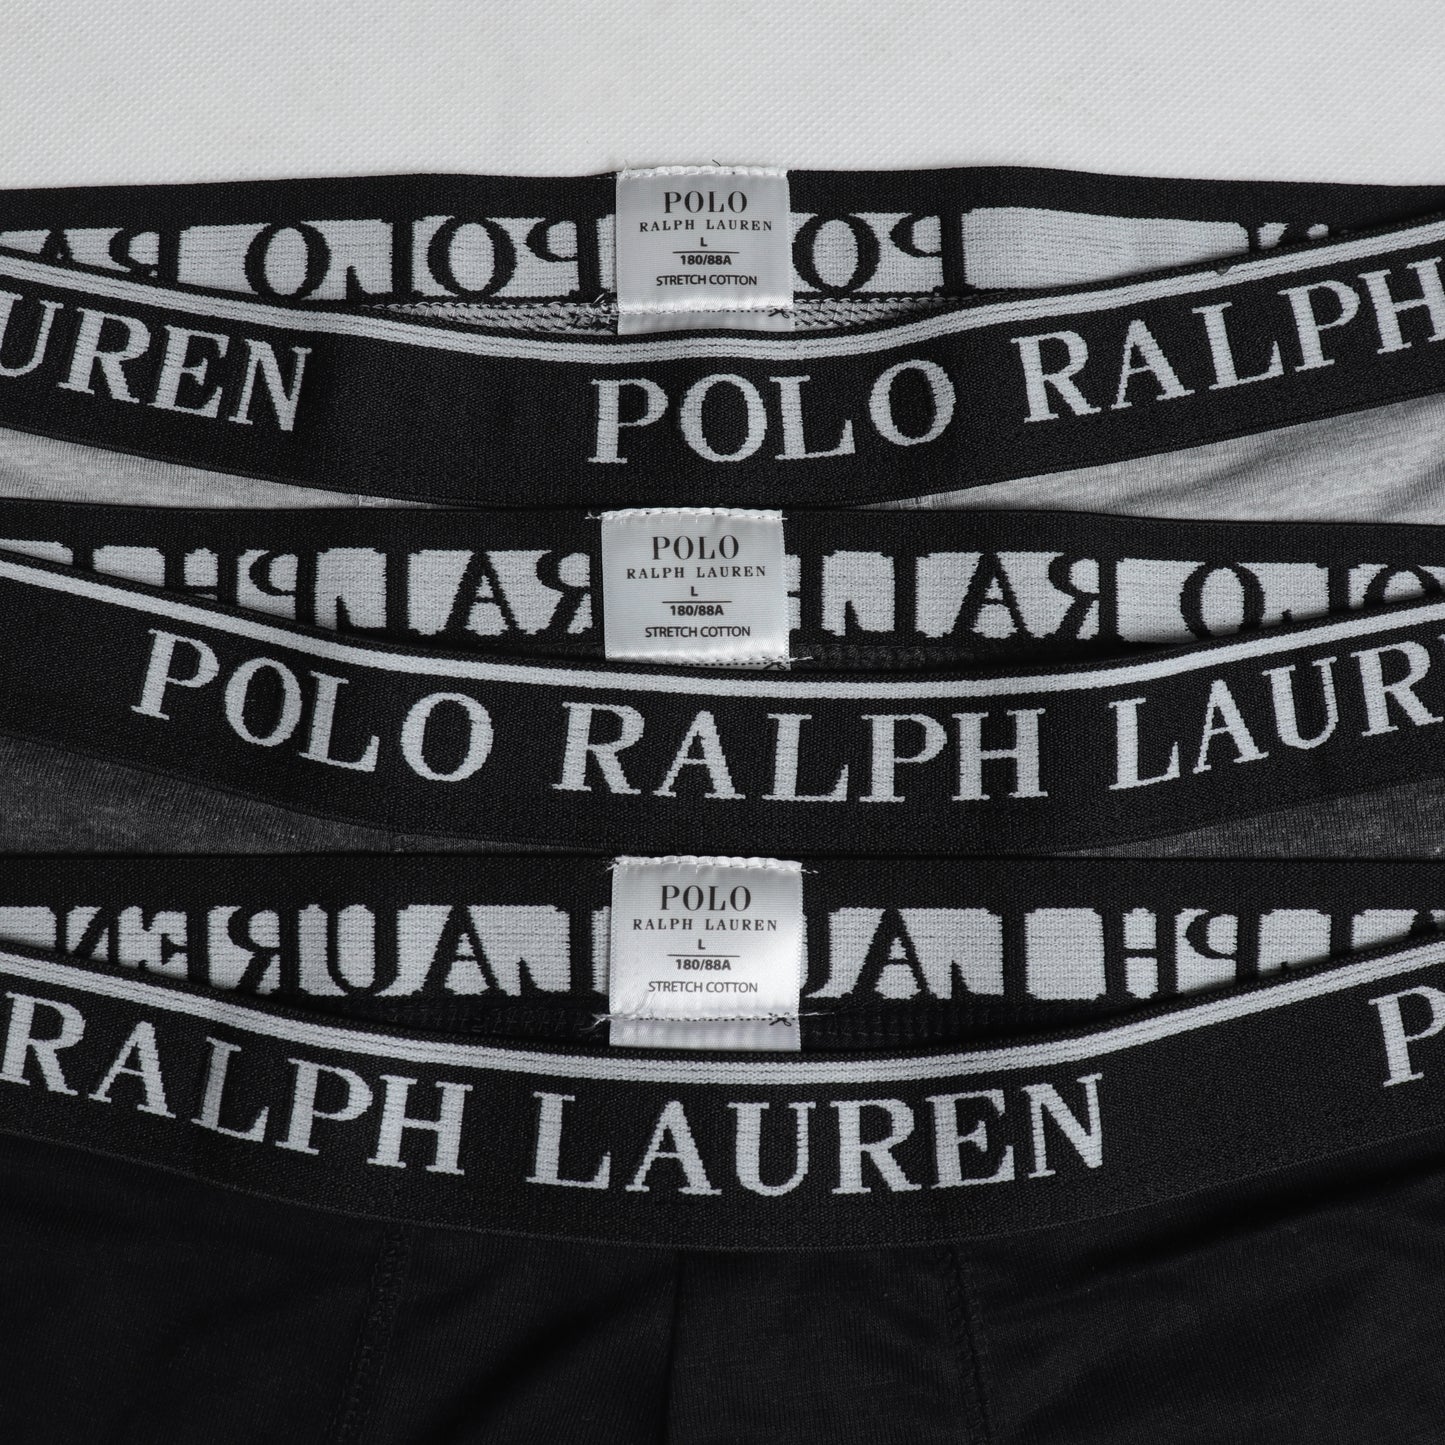 POLO
RALPH LAUREN
L
180/88A
STRETCH COTTON
UREN POLO RALPH
POLO
RALPH LAUREN
L
180/88A
STRETCH COTTON
POLO RALPH LAUR
POLO
RALPH LAUREN
L
180/88A
STRETCH COTTON
RALPH LAUREN P